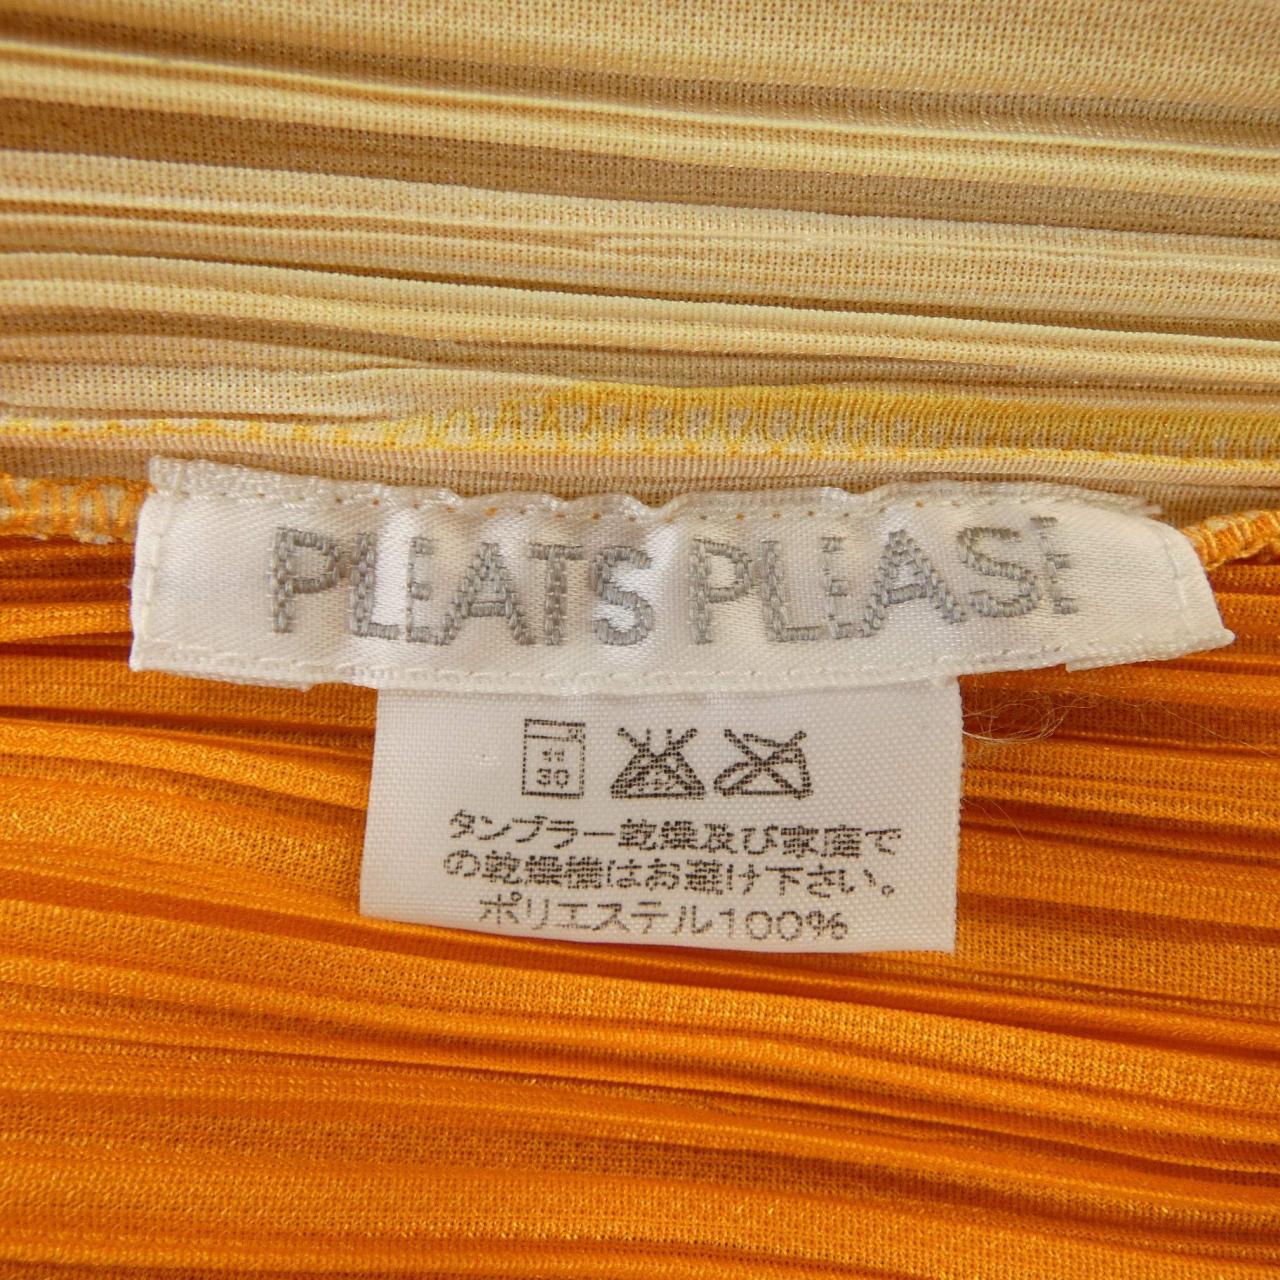 PLEATS PLEASE
30
タンブラー乾燥及び家庭で
の乾燥機はお避け下さい。
ポリエステル100%